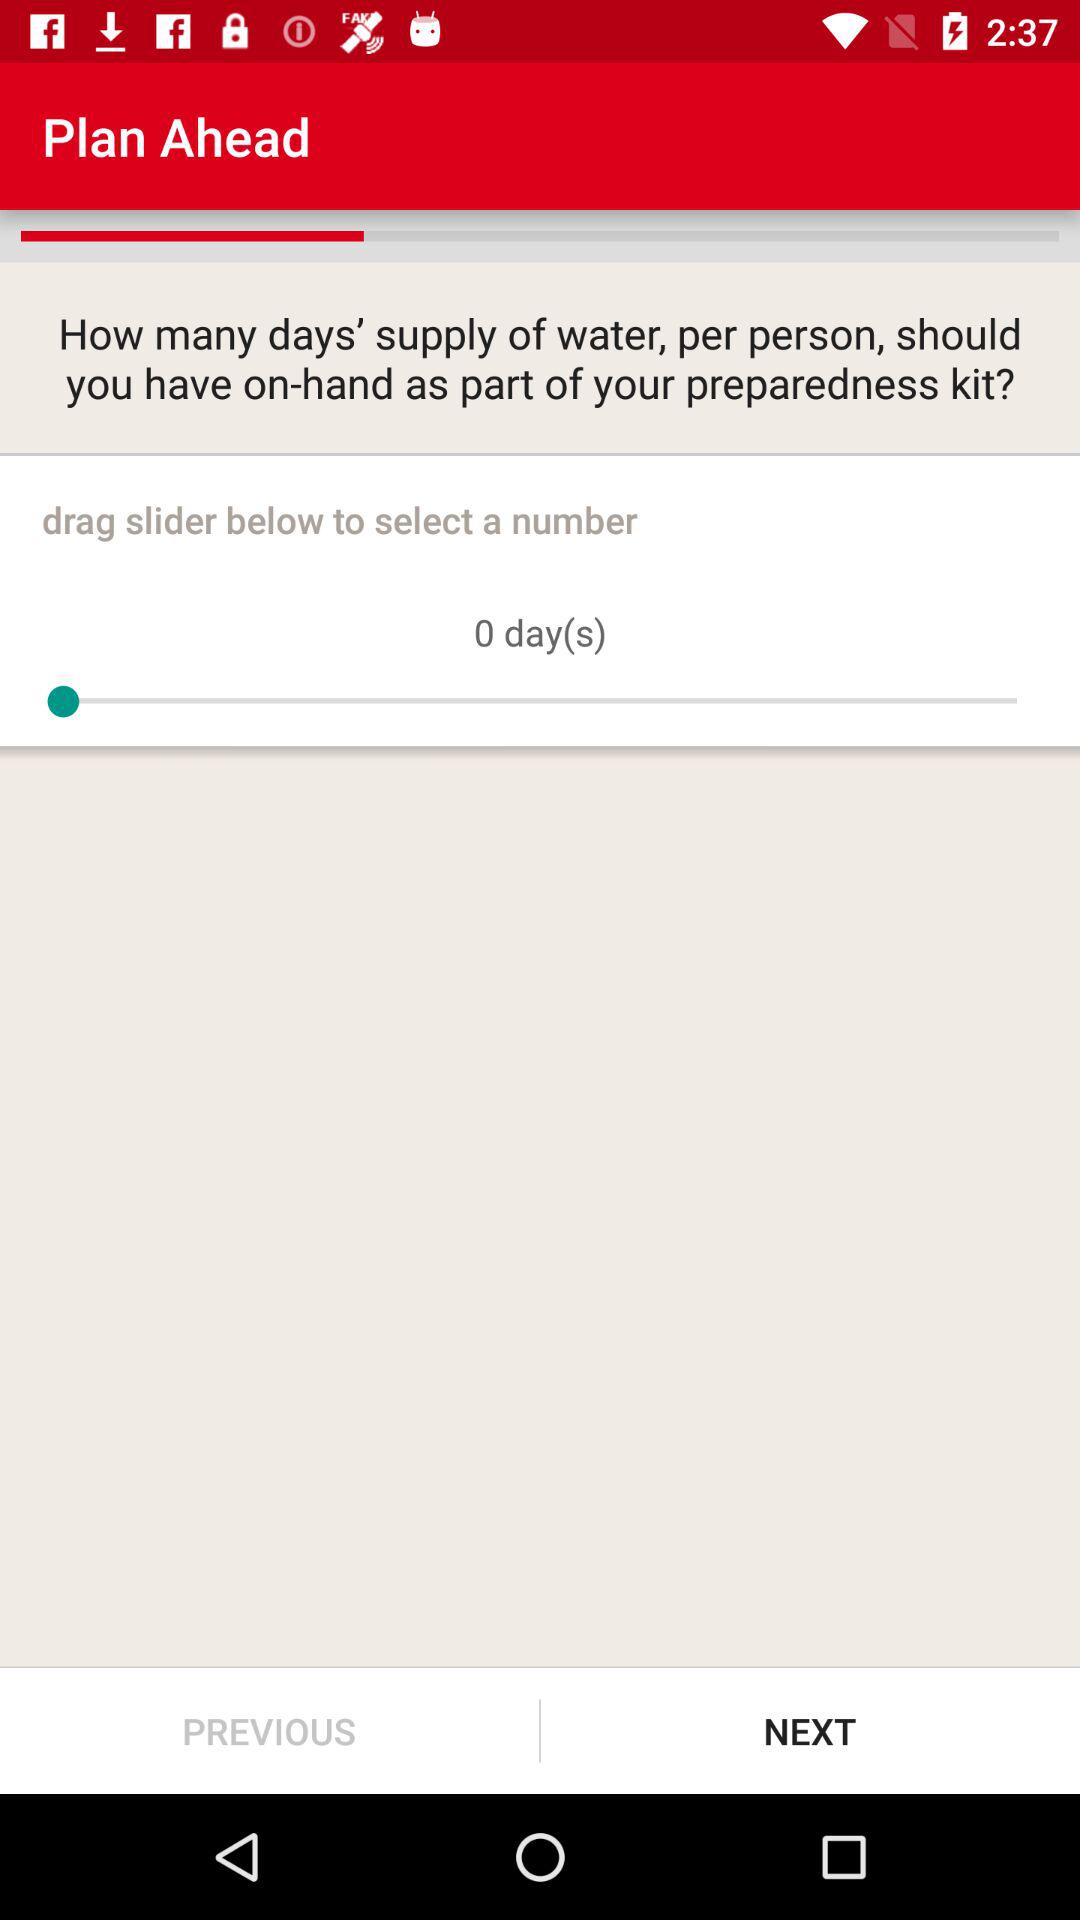 FAKE
2:37
Plan Ahead
How many days’ supply of water, per person, should
you have on-hand as part of your preparedness kit?
drag slider below to select a number
0 day(s)
PREVIOUS
NEXT